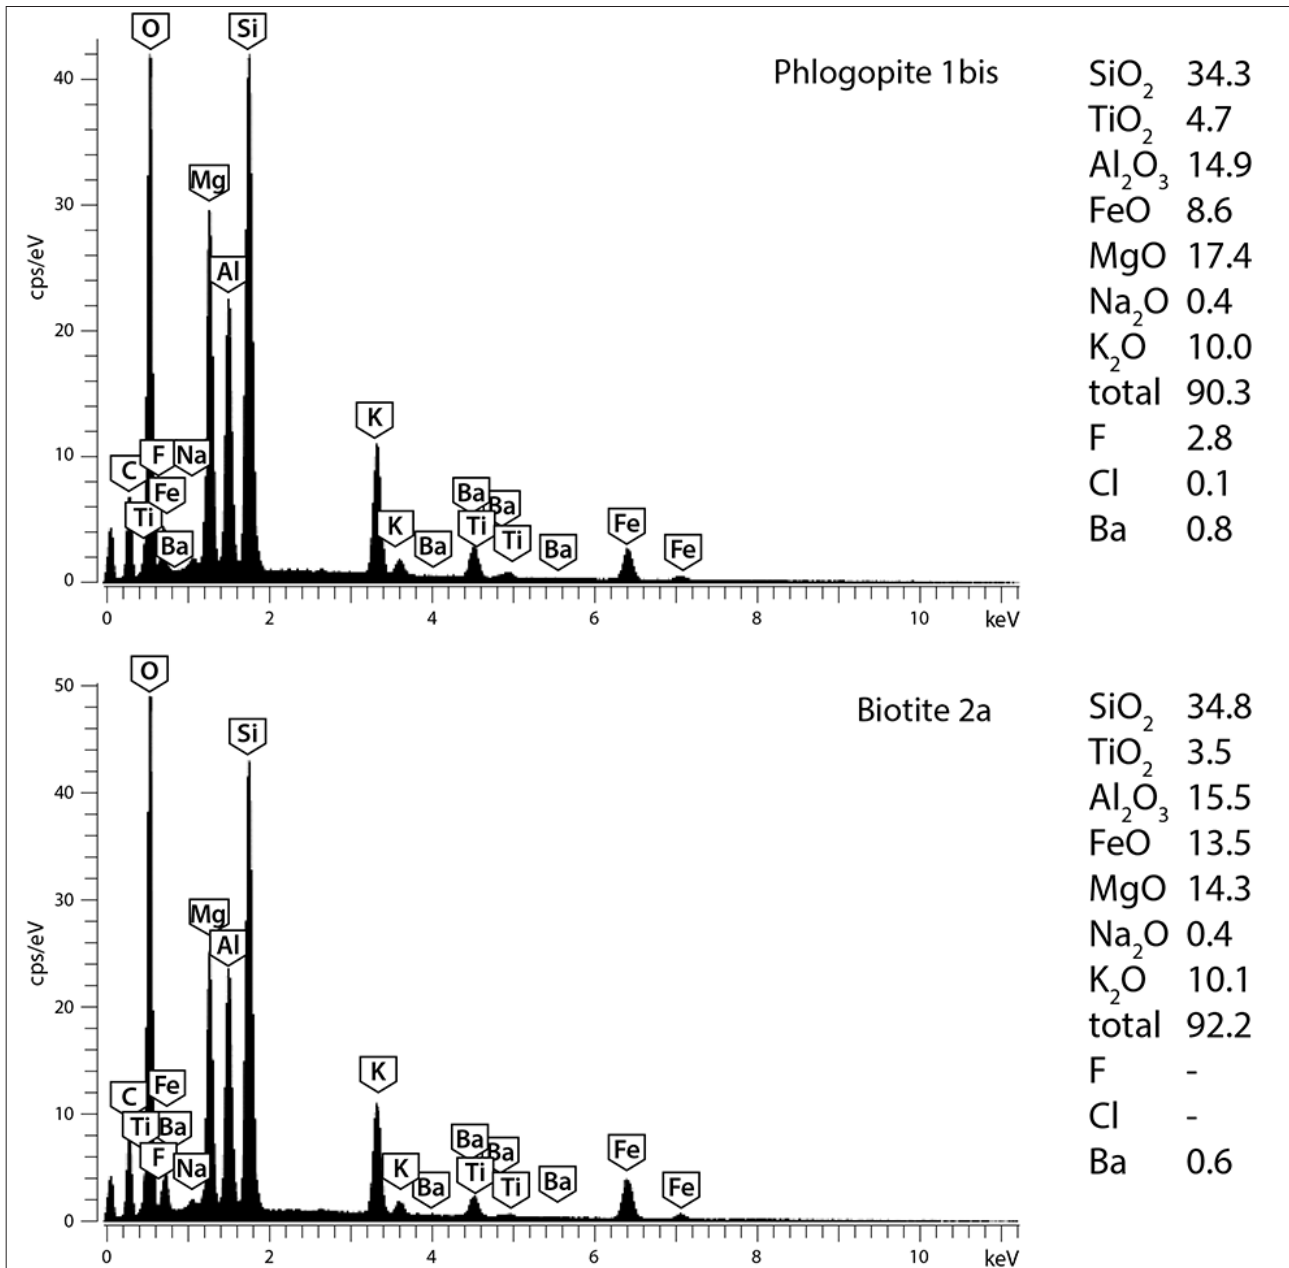 O
Si
Phlogopite 1bis
40
Mg
30
Al
cps/eV
20
K
10
F
Na
C
Fe
Ba
Ba
Ti
K
Ti
Ti
Fe
Ba
Ba
Ba
Fe
0
0 2 4 6 8 10 keV
SiO₂ 34.3
TiO₂ 4.7
Al₂O₃ 14.9
FeO 8.6
MgO 17.4
Na₂O 0.4
K₂O 10.0
total 90.3
F 2.8
Cl 0.1
Ba 0.8
O
50
Si
Biotite 2a
40
30
Mg
Al
cps/eV
20
K
10
C
Fe
Ti
Ba
Ba
Ba
F
Na
K
Ba
Ti
Ti
Ba
Fe
Fe
0
0 2 4 6 8 10 keV
SiO₂ 34.8
TiO₂ 3.5
Al₂O₃ 15.5
FeO 13.5
MgO 14.3
Na₂O 0.4
K₂O 10.1
total 92.2
F -
Cl -
Ba 0.6